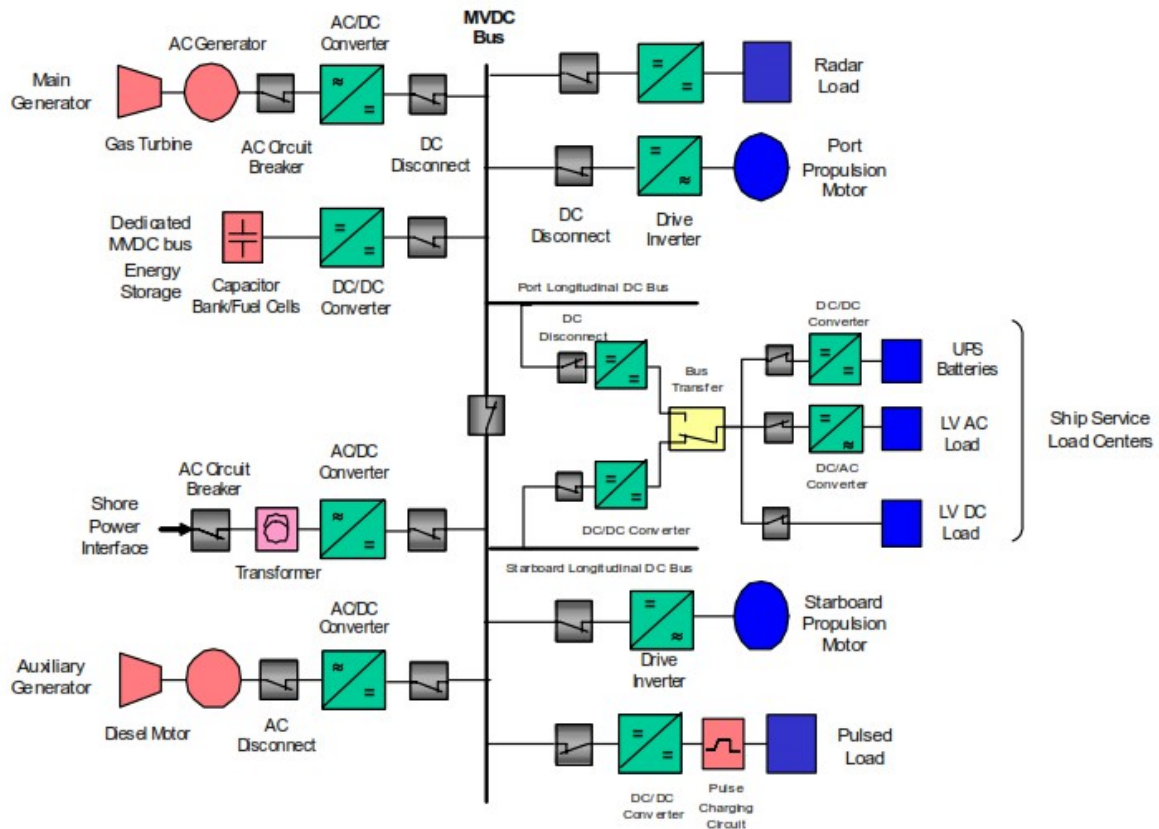 MVDC
Bus
AC/DC
Converter
AC Generator
Main
Generator
Gas Turbine
AC Circuit
Breaker
DC
Disconnect
Radar
Load
Port
Propulsion
Motor
DC
Disconnect
Drive
Inverter
Dedicated
MVDC bus
Energy
Storage
Capacitor
Bank/Fuel Cells
DC/DC
Converter
Port Longitudinal DC Bus
DC
Disconnect
Bus
Transfer
DC/DC
Converter
UPS
Batteries
LV AC
Load
DC/AC
Converter
LV DC
Load
Ship Service
Load Centers
DC/DC Converter
Starboard Longitudinal DC Bus
AC Circuit
Breaker
AC/DC
Converter
Shore
Power
Interface
Transformer
AC/DC
Converter
Auxiliary
Generator
Diesel Motor
AC
Disconnect
Starboard
Propulsion
Motor
Drive
Inverter
Pulsed
Load
DC/DC
Converter
Pulse
Charging
Circuit